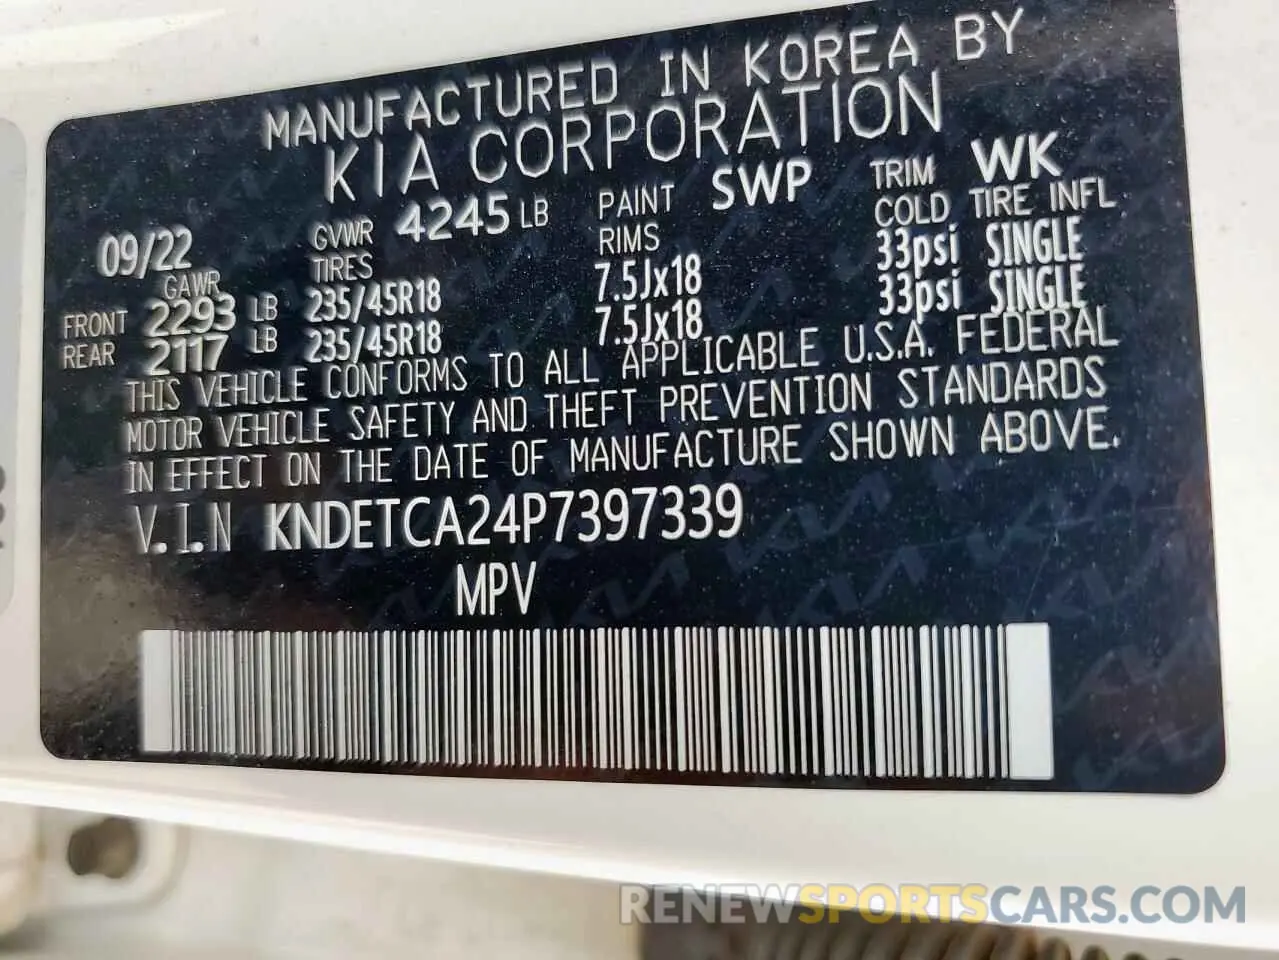 MANUFACTURED IN KOREA BY
KIA CORPORATION
09/22 GVWR 4245 LB PAINT SWP TRIM WK
GAWR TIRES RIMS COLD TIRE INFL
FRONT 2293 LB 235/45R18 7.5Jx18 33psi SINGLE
REAR 2117 LB 235/45R18 7.5Jx18 33psi SINGLE
THIS VEHICLE CONFORMS TO ALL APPLICABLE U.S.A. FEDERAL
MOTOR VEHICLE SAFETY AND THEFT PREVENTION STANDARDS
IN EFFECT ON THE DATE OF MANUFACTURE SHOWN ABOVE.
V.I.N KNDETCA24P7397339
MPV
RENEWSPORTSCARS.COM